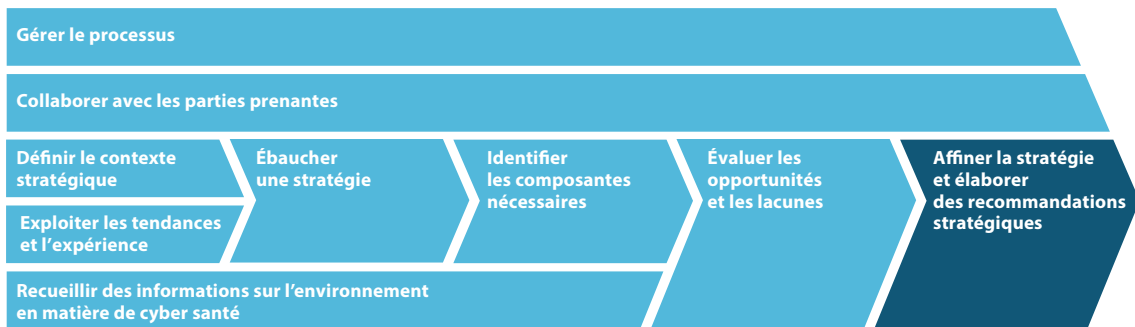 Gérer le processus
Collaborer avec les parties prenantes
Définir le contexte
stratégique
Exploiter les tendances
et l'expérience
Ébaucher
une stratégie
Identifier
les composantes
nécessaires
Évaluer les
opportunités
et les lacunes
Affiner la stratégie
et élaborer
des recommandations
stratégiques
Recueillir des informations sur l'environnement
en matière de cyber santé